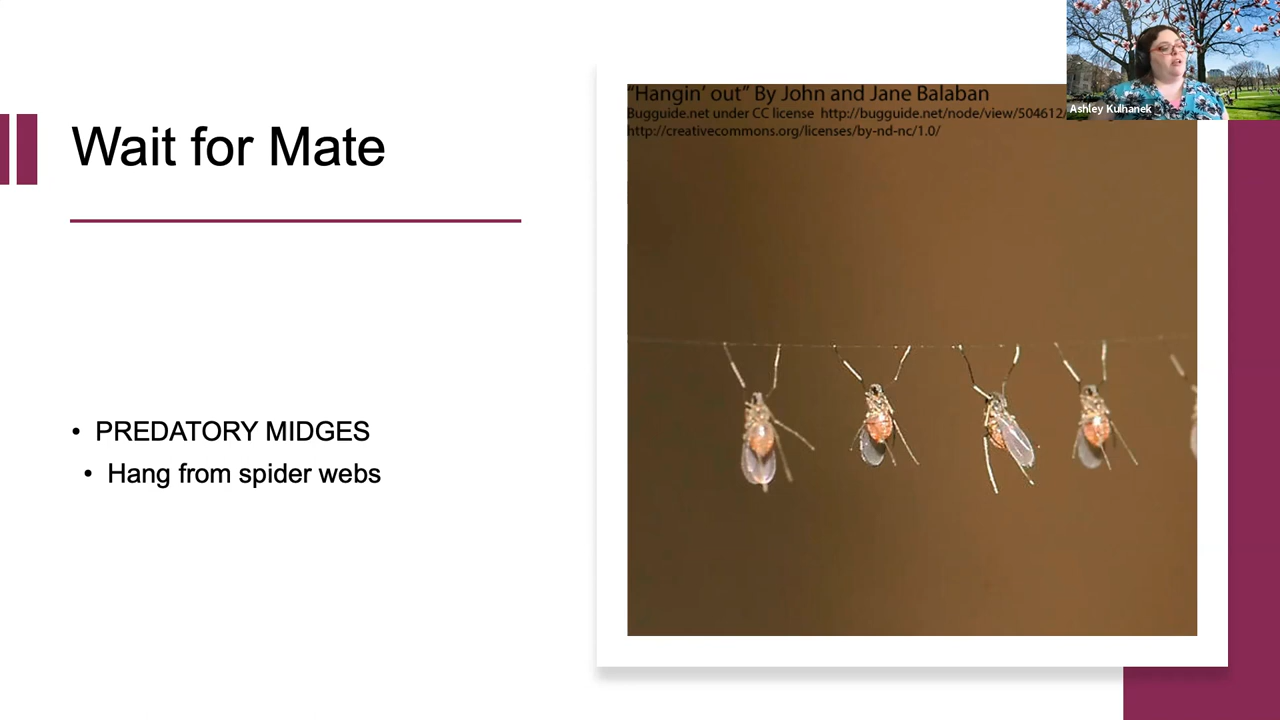 Wait for Mate
• PREDATORY MIDGES
• Hang from spider webs
"Hangin' out" By John and Jane Balaban
Bugguide.net under CC license http://bugguide.net/node/view/504612/
http://creativecommons.org/licenses/by-nd-nc/1.0/
Ashley Kulhanek